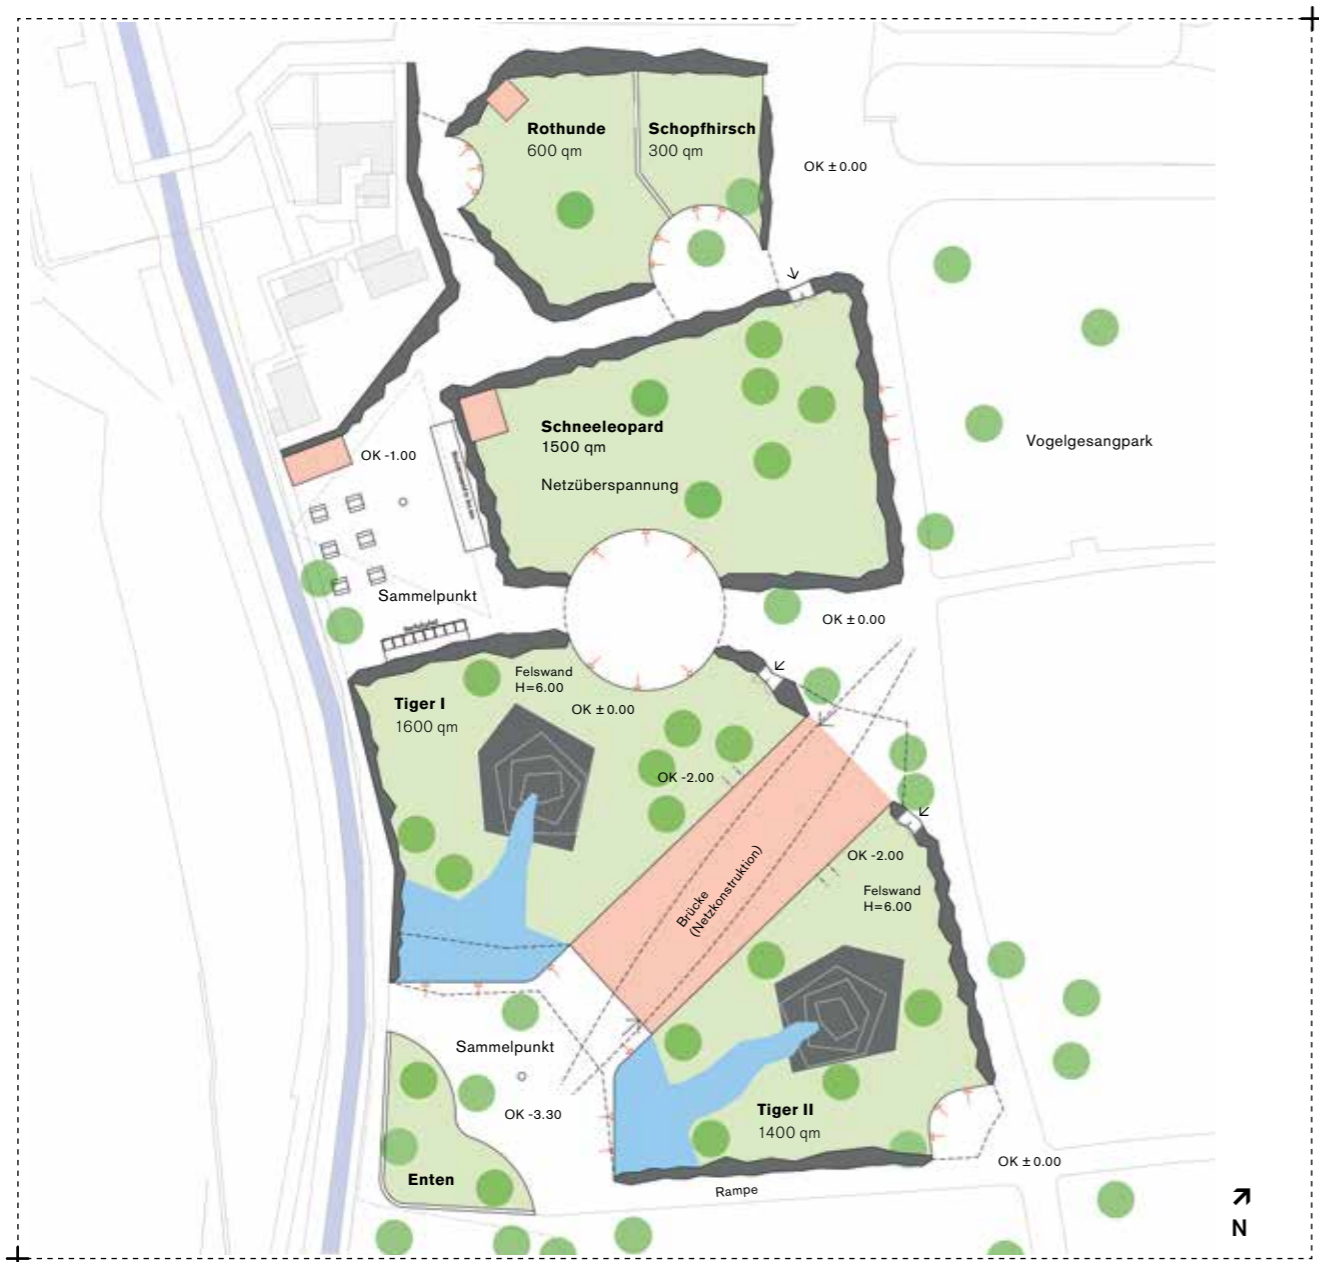 Rothunde
600 qm
Schopfhirsch
300 qm
OK ± 0.00
Schneeleopard
1500 qm
Netzüberspannung
Vogelgesangpark
OK -1.00
Sammelpunkt
OK ± 0.00
Felswand
H=6.00
Tiger I
1600 qm
OK ± 0.00
OK -2.00
Brücke
(Netzkonstruktion)
OK -2.00
Felswand
H=6.00
Sammelpunkt
OK -3.30
Tiger II
1400 qm
Enten
Rampe
OK ± 0.00
N